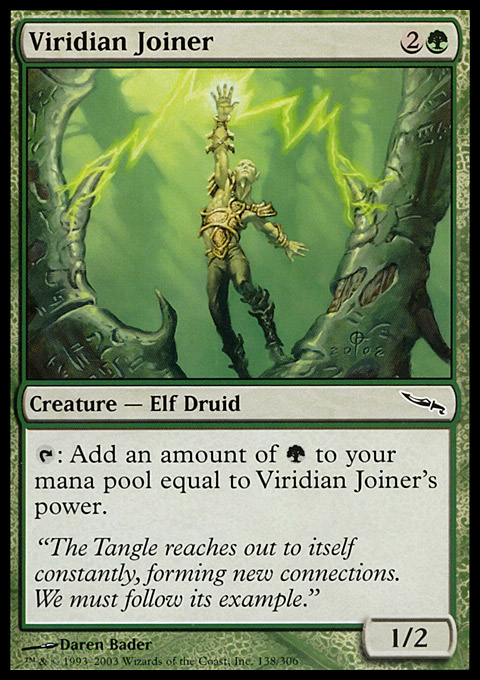 Viridian Joiner 2
2002
Creature — Elf Druid
: Add an amount of to your
mana pool equal to Viridian Joiner's
power.
“The Tangle reaches out to itself
constantly, forming new connections.
We must follow its example.”
Daren Bader
1/2
™ & © 1993–2003 Wizards of the Coast, Inc. 138/306